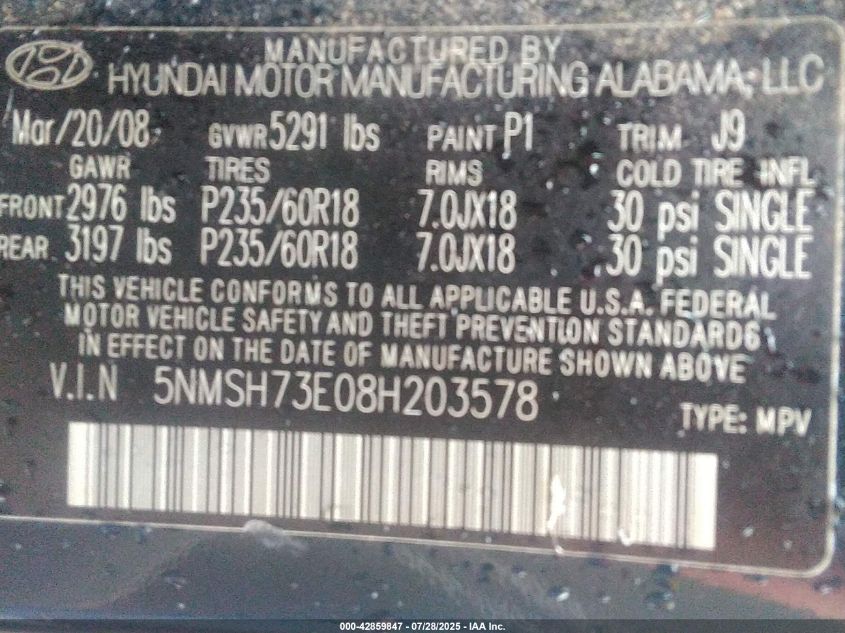 MANUFACTURED BY
HYUNDAI MOTOR MANUFACTURING ALABAMA, LLC
Mar/20/08 GVWR 5291 lbs PAINT P1 TRIM J9
GAWR TIRES RIMS COLD TIRE INFL
FRONT 2976 lbs P235/60R18 7.0JX18 30 psi SINGLE
REAR 3197 lbs P235/60R18 7.0JX18 30 psi SINGLE
THIS VEHICLE CONFORMS TO ALL APPLICABLE U.S.A. FEDERAL
MOTOR VEHICLE SAFETY AND THEFT PREVENTION STANDARDS
IN EFFECT ON THE DATE OF MANUFACTURE SHOWN ABOVE
V.I.N 5NMSH73E08H203578
TYPE: MPV
000-42859847 - 07/28/2025 - IAA Inc.